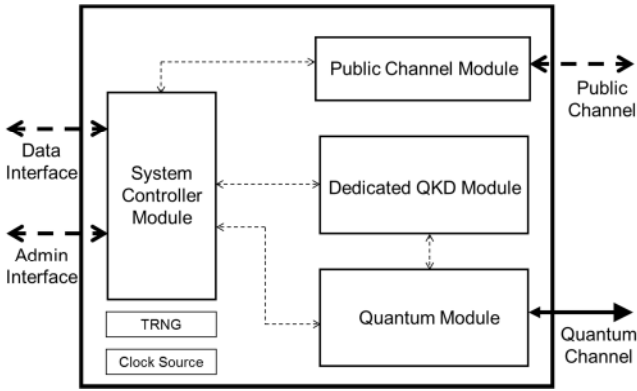 Public Channel Module
Public
Channel
Data
Interface
System
Controller
Module
Dedicated QKD Module
Admin
Interface
TRNG
Quantum Module
Clock Source
Quantum
Channel